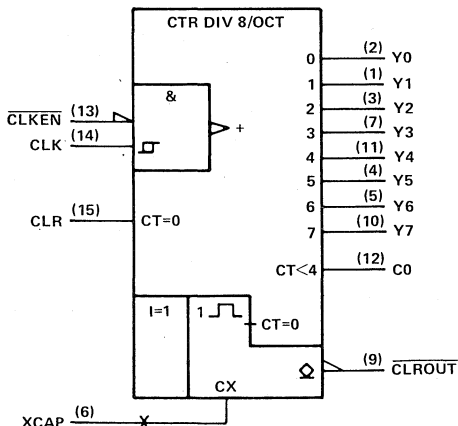 CTR DIV 8/OCT
0 (2) Y0
& 1 (1) Y1
CLKEN (13) 2 (3) Y2
+ 3 (7) Y3
CLK (14) 4 (11) Y4
5 (4) Y5
6 (5) Y6
CLR (15) CT=0 7 (10) Y7
CT<4 (12) C0
I=1 1 CT=0
(9) CLROUT
CX
XCAP (6) X